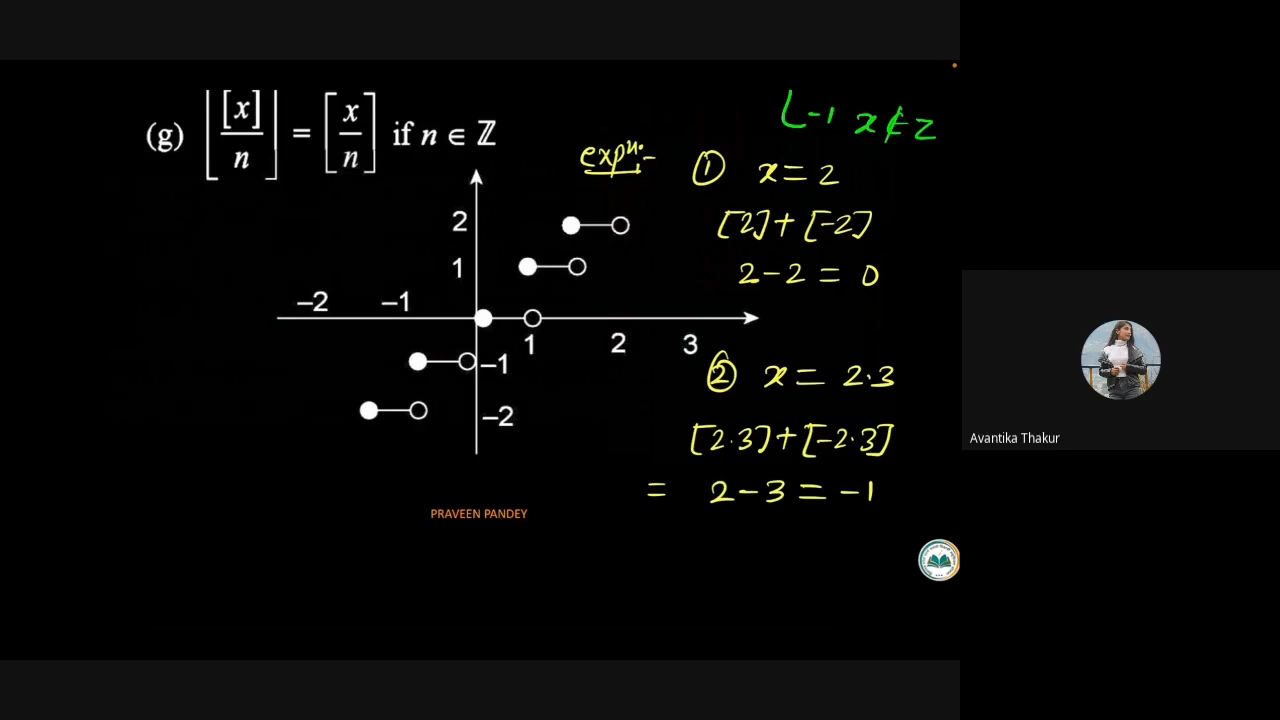 (g) ⌊[x]/n⌋ = [x/n] if n ∈ ℤ
{-1 x∉Z
expn:-
① x = 2
[2]+[-2]
2-2 = 0
② x = 2.3
[2.3]+[-2.3]
= 2-3 = -1
2
1
–2 –1
1 2 3
–1
–2
PRAVEEN PANDEY
Avantika Thakur